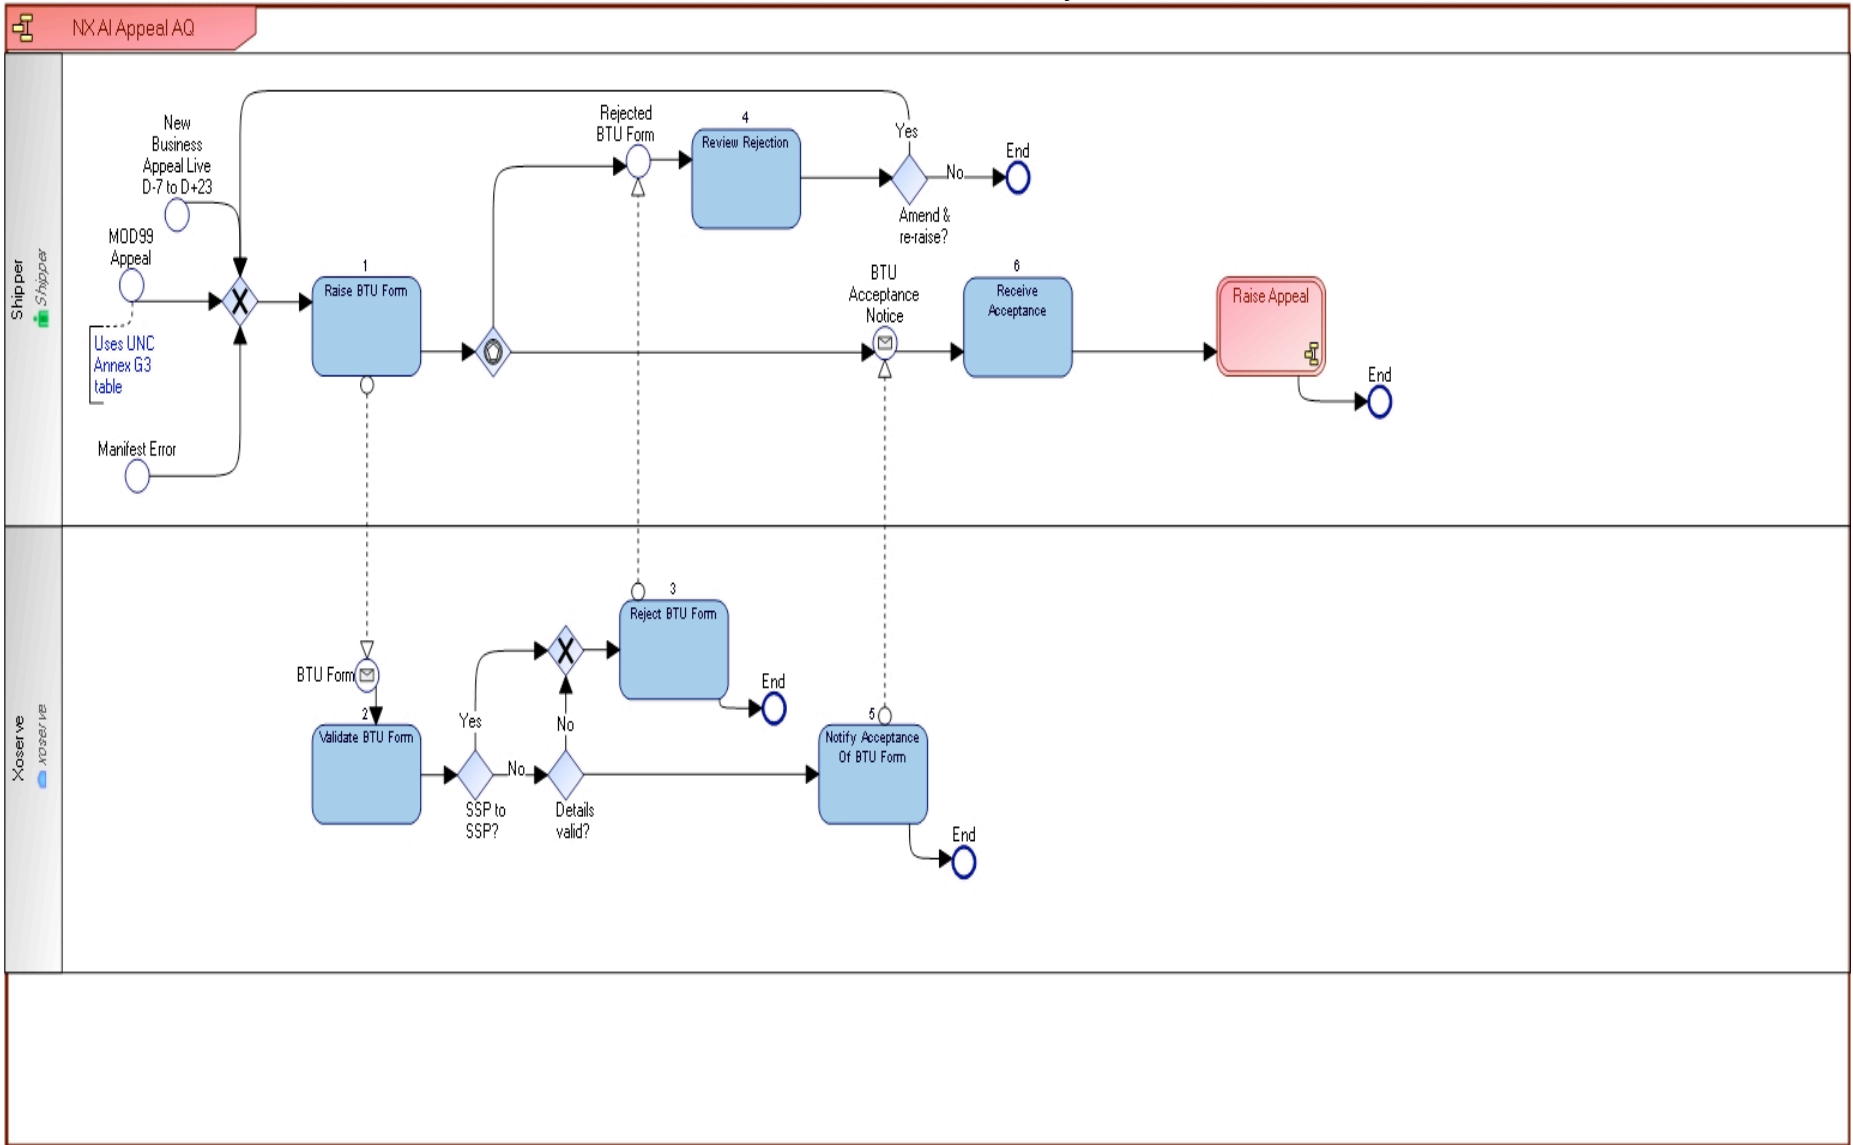 NX AI Appeal AQ
Shipper
Shipper
New
Business
Appeal Live
D-7 to D+23
MOD99
Appeal
Uses UNC
Annex G3
table
Manifest Error
1
Raise BTU Form
Rejected
BTU Form
4
Review Rejection
Yes
No
End
Amend &
re-raise?
BTU
Acceptance
Notice
6
Receive
Acceptance
Raise Appeal
End
Xoserve
xoserve
BTU Form
2
Validate BTU Form
Yes
No
SSP to
SSP?
No
Details
valid?
3
Reject BTU Form
End
5
Notify Acceptance
Of BTU Form
End